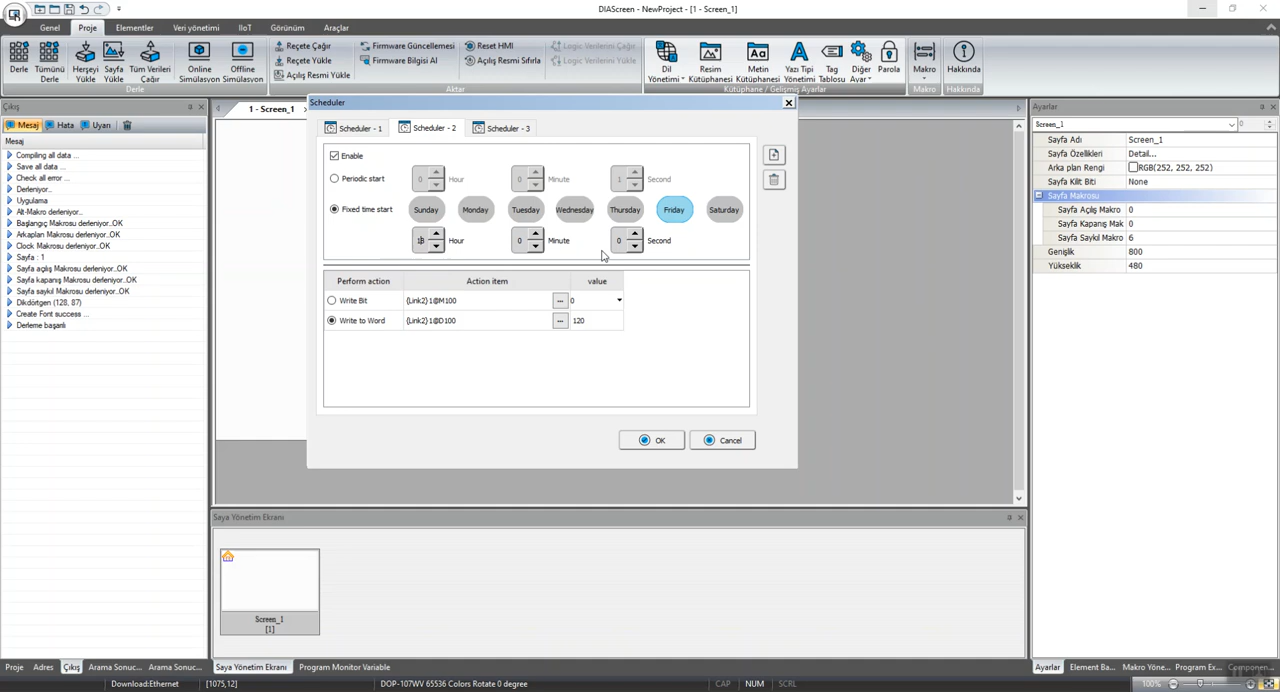 DIAScreen - NewProject - [1 - Screen_1]
Genel Proje Elementler Veri yönetimi IIoT Görünüm Araçlar
Derle Tümünü Derle Herşeyi Yükle Sayfa Yükle Tüm Verileri Çağır Online Simülasyon Offline Simülasyon
Reçete Çağır
Reçete Yükle
Açılış Resmi Yükle
Firmware Güncellemesi
Firmware Bilgisi Al
Reset HMI
Açılış Resmi Sıfırla
Logic Verilerini Çağır
Logic Verilerini Yükle
Dil Yönetimi Resim Kütüphanesi Metin Kütüphanesi Yazı Tipi Yönetimi Tag Tablosu Diğer Ayar Parola Makro Hakkında
Derle Aktar Kütüphane / Gelişmiş Ayarlar Makro Hakkında
Çıkış
Mesaj Hata Uyarı
Mesaj
Compiling all data ...
Save all data ...
Check all error ...
Derleniyor...
Uygulama
Alt-Makro derleniyor..
Başlangıç Makrosu derleniyor..OK
Arkaplan Makrosu derleniyor..OK
Clock Makrosu derleniyor..OK
Sayfa : 1
Sayfa açılış Makrosu derleniyor..OK
Sayfa kapanış Makrosu derleniyor..OK
Sayfa saykıl Makrosu derleniyor..OK
Dikdörtgen (128, 87)
Create Font success ...
Derleme başarılı
1 - Screen_1
Scheduler
Scheduler - 1 Scheduler - 2 Scheduler - 3
Enable
Periodic start 0 Hour 0 Minute 1 Second
Fixed time start Sunday Monday Tuesday Wednesday Thursday Friday Saturday
Hour 0 Minute 0 Second
Perform action Action item value
Write Bit {Link2}1@M100 ... 0
Write to Word {Link2}1@D100 ... 120
OK Cancel
Ayarlar
Screen_1 0
Sayfa Adı Screen_1
Sayfa Özellikleri Detail...
Arka plan Rengi RGB(252, 252, 252)
Sayfa Kilit Biti None
Sayfa Makrosu
Sayfa Açılış Makro 0
Sayfa Kapanış Mak 0
Sayfa Saykıl Makro 6
Genişlik 800
Yükseklik 480
Saya Yönetim Ekranı
Screen_1
[1]
Proje Adres Çıkış Arama Sonuc... Arama Sonuc... Saya Yönetim Ekranı Program Monitor Variable Ayarlar Element Ba... Makro Yöne... Program Ex... Componen...
Download:Ethernet [1075,12] DOP-107WV 65536 Colors Rotate 0 degree CAP NUM SCRL 100%